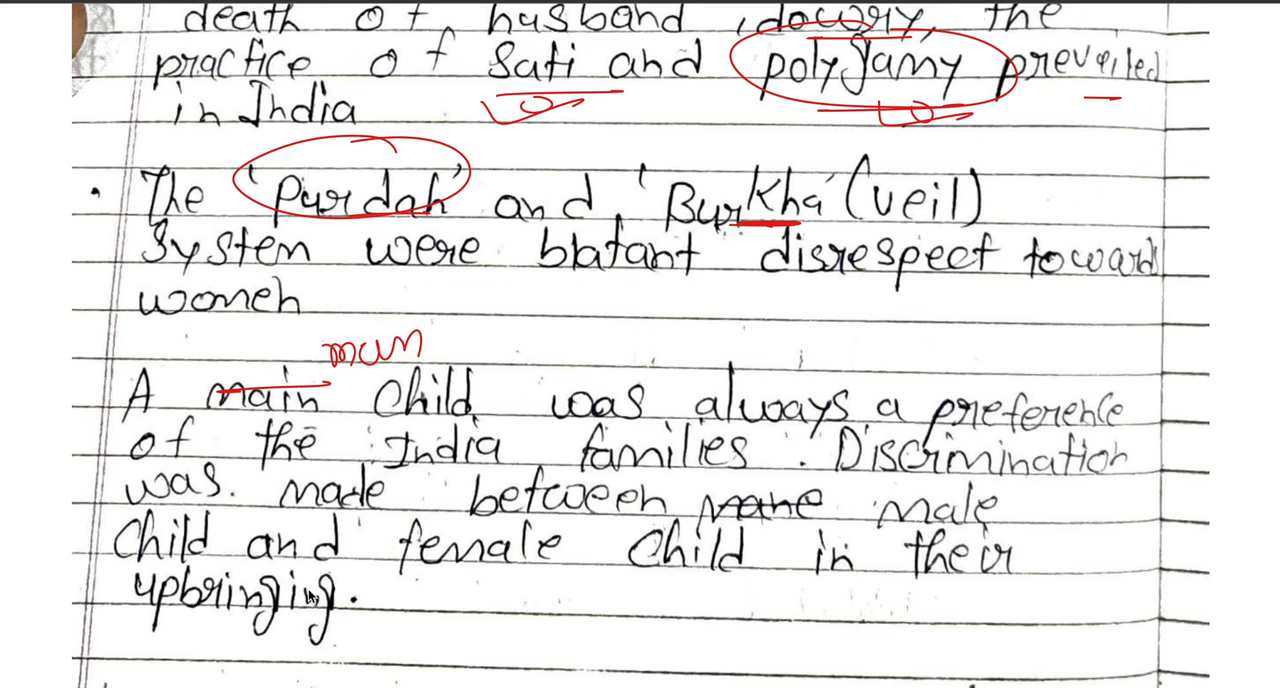 death of husband, dowry, the
practice of Sati and polygamy prevailed
in India
• The 'Purdah' and 'Burkha' (veil)
System were blatant disrespect toward
women
man
A main child was always a preference
of the India families. Discrimination
was made between mane male
child and female child in their
upbringing.